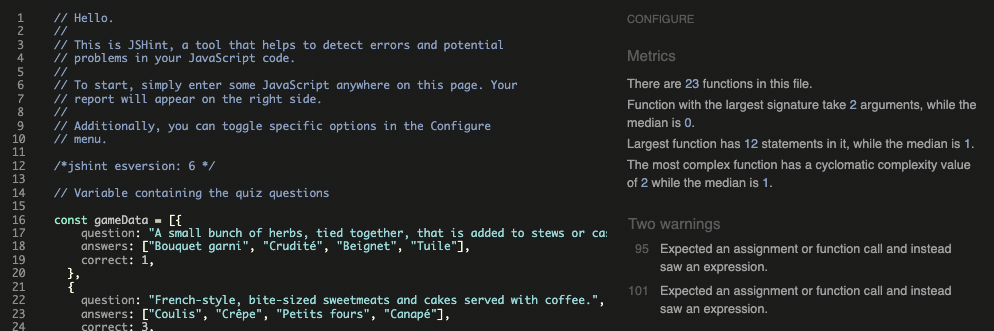 1 // Hello.
2 //
3 // This is JSHint, a tool that helps to detect errors and potential
4 // problems in your JavaScript code.
5 //
6 // To start, simply enter some JavaScript anywhere on this page. Your
7 // report will appear on the right side.
8 //
9 // Additionally, you can toggle specific options in the Configure
10 // menu.
11
12 /*jshint esversion: 6 */
13
14 // Variable containing the quiz questions
15
16 const gameData = [{
17 question: "A small bunch of herbs, tied together, that is added to stews or cas
18 answers: ["Bouquet garni", "Crudité", "Beignet", "Tuile"],
19 correct: 1,
20 },
21 {
22 question: "French-style, bite-sized sweetmeats and cakes served with coffee.",
23 answers: ["Coulis", "Crêpe", "Petits fours", "Canapé"],
24 correct: 3,
CONFIGURE
Metrics
There are 23 functions in this file.
Function with the largest signature take 2 arguments, while the
median is 0.
Largest function has 12 statements in it, while the median is 1.
The most complex function has a cyclomatic complexity value
of 2 while the median is 1.
Two warnings
95 Expected an assignment or function call and instead
saw an expression.
101 Expected an assignment or function call and instead
saw an expression.